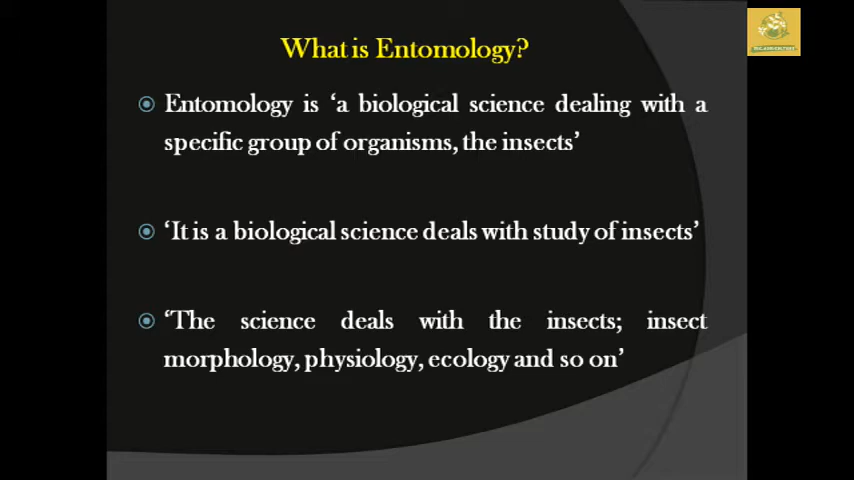 What is Entomology?
Entomology is ‘a biological science dealing with a
specific group of organisms, the insects’
‘It is a biological science deals with study of insects’
‘The science deals with the insects; insect
morphology, physiology, ecology and so on’